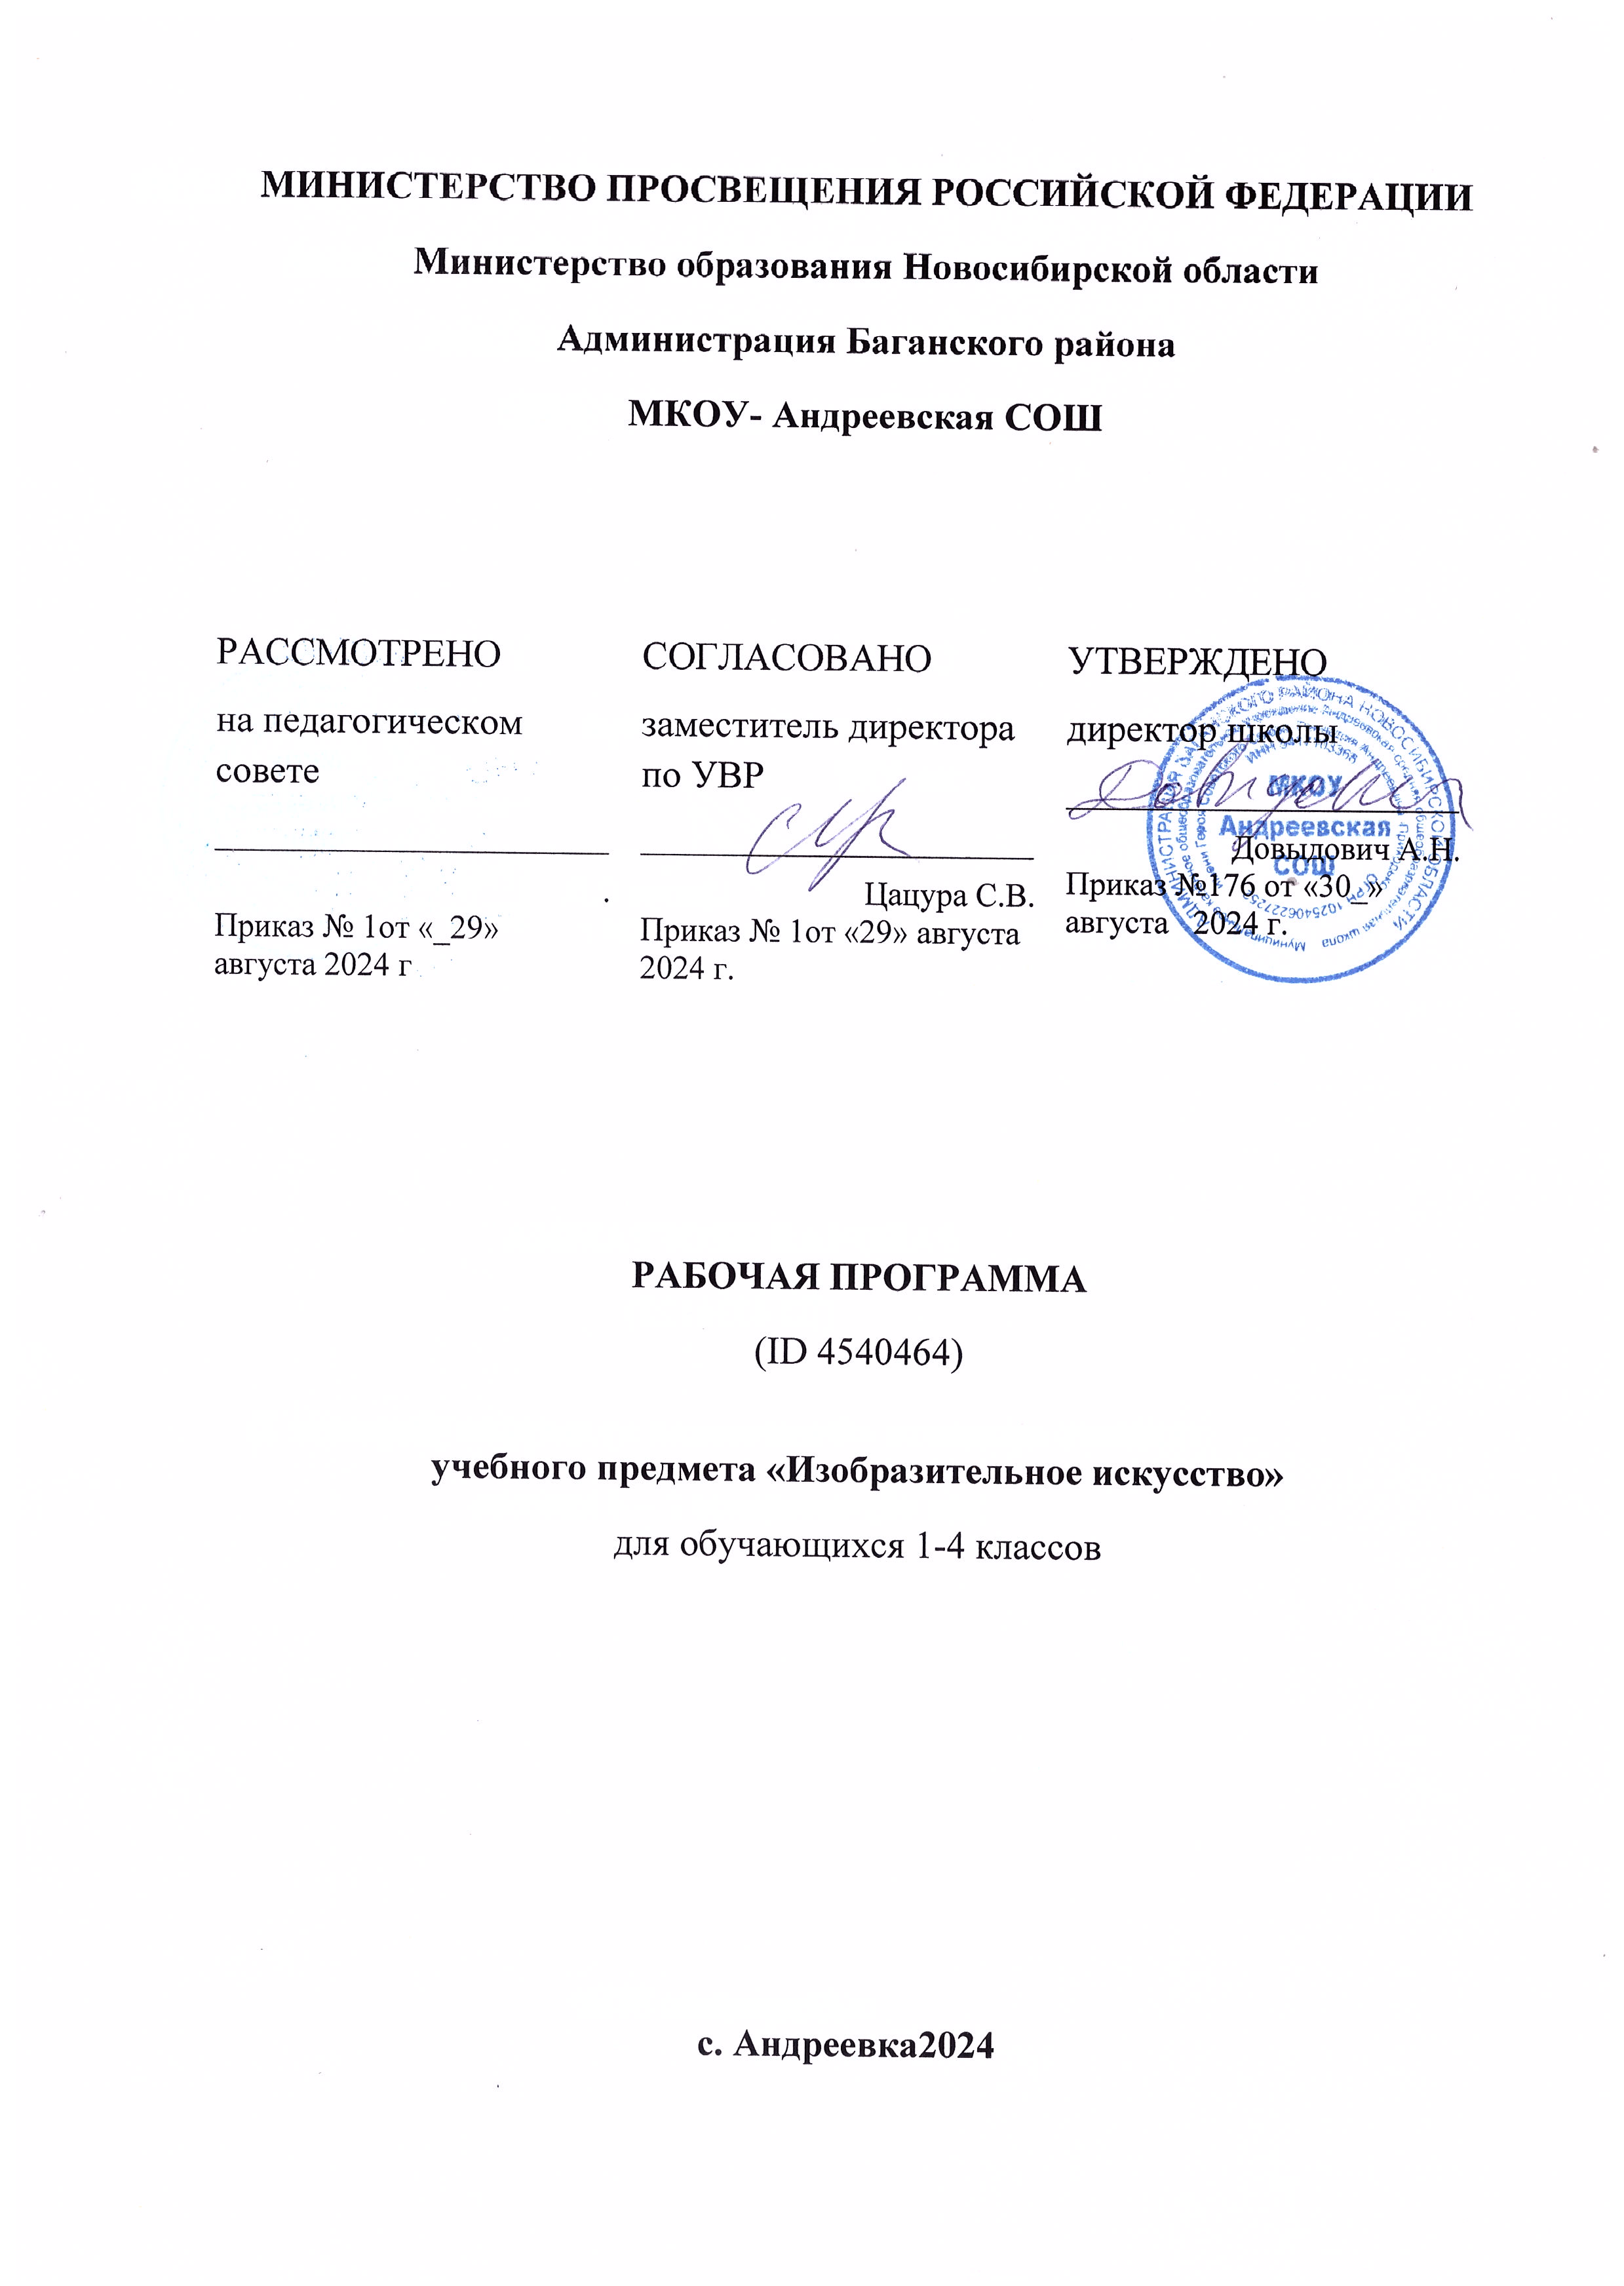 МИНИСТЕРСТВО ПРОСВЕЩЕНИЯ РОССИЙСКОЙ ФЕДЕРАЦИИ
Министерство образования Новосибирской области
Администрация Баганского района
МКОУ- Андреевская СОШ
РАССМОТРЕНО
на педагогическом
совете
.
Приказ № 1от «_29»
августа 2024 г
СОГЛАСОВАНО
заместитель директора
по УВР
Цацура С.В.
Приказ № 1от «29» августа
2024 г.
УТВЕРЖДЕНО
директор школы
Довыдович А.Н.
Приказ №176 от «30_»
августа 2024 г.
МКОУ
Андреевская
СОШ
РАБОЧАЯ ПРОГРАММА
(ID 4540464)
учебного предмета «Изобразительное искусство»
для обучающихся 1-4 классов
с. Андреевка2024